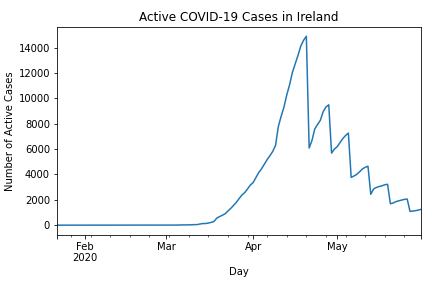 Active COVID-19 Cases in Ireland
Number of Active Cases
14000
12000
10000
8000
6000
4000
2000
0
Feb
2020
Mar
Apr
May
Day